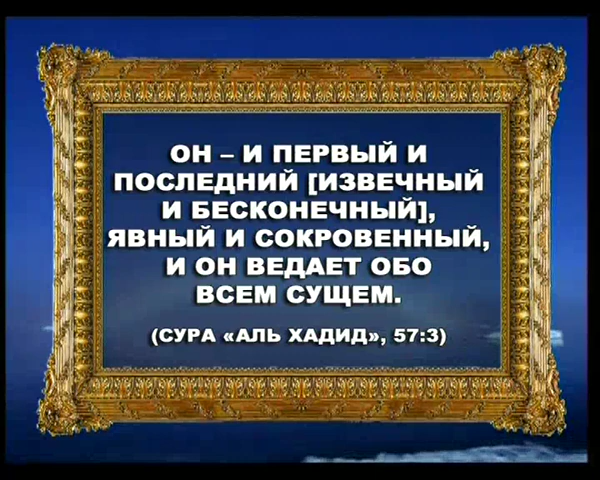 ОН – И ПЕРВЫЙ И
ПОСЛЕДНИЙ [ИЗВЕЧНЫЙ
И БЕСКОНЕЧНЫЙ],
ЯВНЫЙ И СОКРОВЕННЫЙ,
И ОН ВЕДАЕТ ОБО
ВСЕМ СУЩЕМ.
(СУРА «АЛЬ ХАДИД», 57:3)